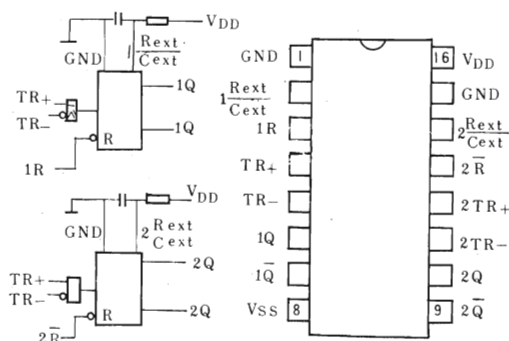 VDD
GND
1 Rext/Cext
TR+
TR-
R
1Q
1Q
1R
VDD
GND
2 Rext/Cext
TR+
TR-
R
2Q
2Q
2R̅
GND 1
1 Rext/Cext
1R
TR+
TR-
1Q
1Q̅
VSS 8
16 VDD
GND
2 Rext/Cext
2R̅
2TR+
2TR-
2Q
9 2Q̅